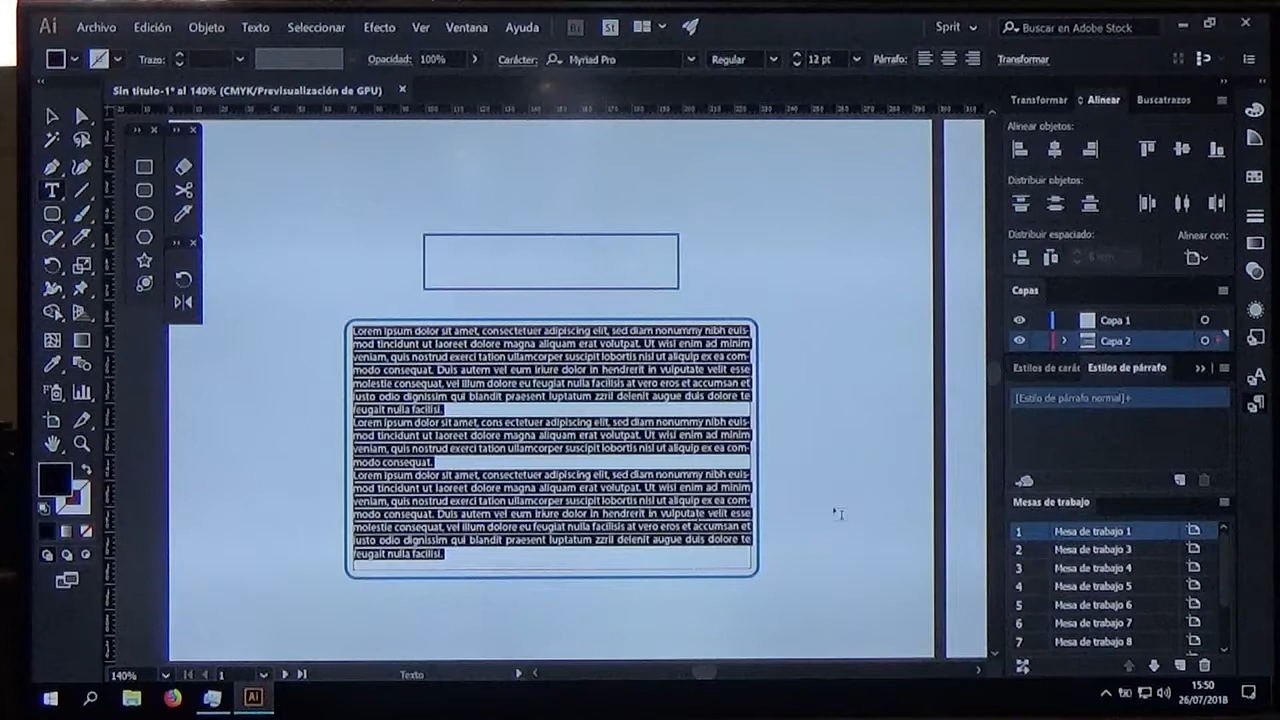 Ai Archivo Edición Objeto Texto Seleccionar Efecto Ver Ventana Ayuda Br St Sprit Buscar en Adobe Stock
Trazo: Opacidad: 100% Carácter: Myriad Pro Regular 12 pt Párrafo: Transformar
Sin título-1* al 140% (CMYK/Previsualización de GPU)
Transformar Alinear Buscatrazos
Alinear objetos:
Distribuir objetos:
Distribuir espaciado: Alinear con:
Capas
Capa 1
Capa 2
Estilos de cará Estilos de párrafo
[Estilo de párrafo normal]+
Mesas de trabajo
1 Mesa de trabajo 1
2 Mesa de trabajo 3
3 Mesa de trabajo 4
4 Mesa de trabajo 5
5 Mesa de trabajo 6
6 Mesa de trabajo 7
7 Mesa de trabajo 8
Lorem ipsum dolor sit amet, consectetuer adipiscing elit, sed diam nonummy nibh euis-
mod tincidunt ut laoreet dolore magna aliquam erat volutpat. Ut wisi enim ad minim
veniam, quis nostrud exerci tation ullamcorper suscipit lobortis nisl ut aliquip ex ea com-
modo consequat. Duis autem vel eum iriure dolor in hendrerit in vulputate velit esse
molestie consequat, vel illum dolore eu feugiat nulla facilisis at vero eros et accumsan et
iusto odio dignissim qui blandit praesent luptatum zzril delenit augue duis dolore te
feugait nulla facilisi.
Lorem ipsum dolor sit amet, cons ectetuer adipiscing elit, sed diam nonummy nibh euis-
mod tincidunt ut laoreet dolore magna aliquam erat volutpat. Ut wisi enim ad minim
veniam, quis nostrud exerci tation ullamcorper suscipit lobortis nisl ut aliquip ex ea com-
modo consequat.
Lorem ipsum dolor sit amet, consectetuer adipiscing elit, sed diam nonummy nibh euis-
mod tincidunt ut laoreet dolore magna aliquam erat volutpat. Ut wisi enim ad minim
veniam, quis nostrud exerci tation ullamcorper suscipit lobortis nisl ut aliquip ex ea com-
modo consequat. Duis autem vel eum iriure dolor in hendrerit in vulputate velit esse
molestie consequat, vel illum dolore eu feugiat nulla facilisis at vero eros et accumsan et
iusto odio dignissim qui blandit praesent luptatum zzril delenit augue duis dolore te
feugait nulla facilisi.
140% 1 Texto
Ai
15:50
26/07/2018